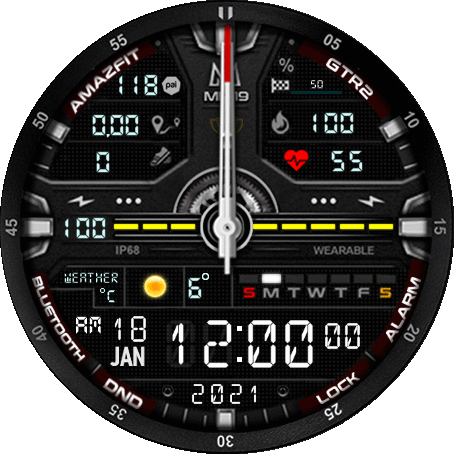 55 05
AMAZFIT GTR2
118 pai % 50
M 19
50 0.00 100 10
0 55
45 100 15
IP68 WEARABLE
WEATHER °C 6°
S M T W T F S
BLUETOOTH ALARM
40 20
AM 18 JAN 12:00 00
DND 2021 LOCK
35 30 25